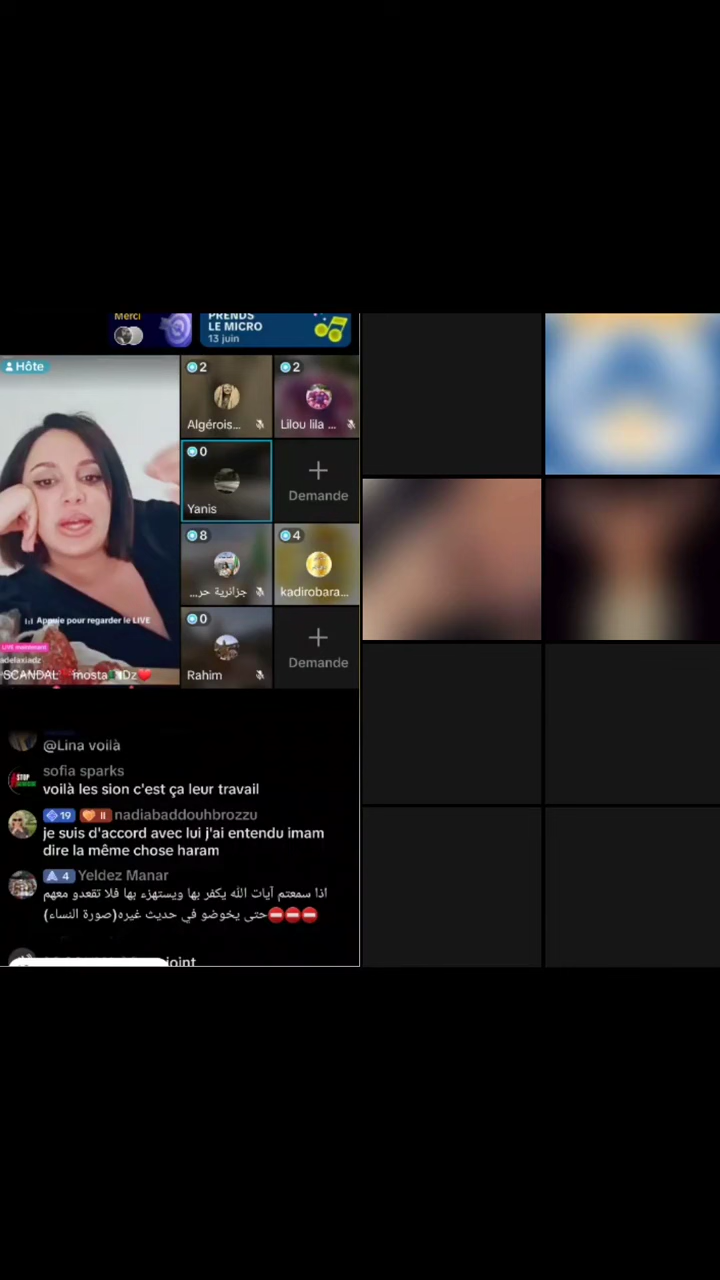 Merci
PRENDS
LE MICRO
13 juin
Hôte
2
Algérois...
2
Lilou lila ...
0
Yanis
Demande
8
جزائرية حر...
4
kadirobara...
0
Rahim
Demande
Appuie pour regarder le LIVE
LIVE maintenant
adelaxiadz
SCANDAL mosta Dz
@Lina voilà
sofia sparks
voilà les sion c'est ça leur travail
19 II nadiabaddouhbrozzu
je suis d'accord avec lui j'ai entendu imam
dire la même chose haram
4 Yeldez Manar
اذا سمعتم آيات الله يكفر بها ويستهزء بها فلا تقعدو معهم
حتى يخوضو في حديث غيره(صورة النساء)
joint